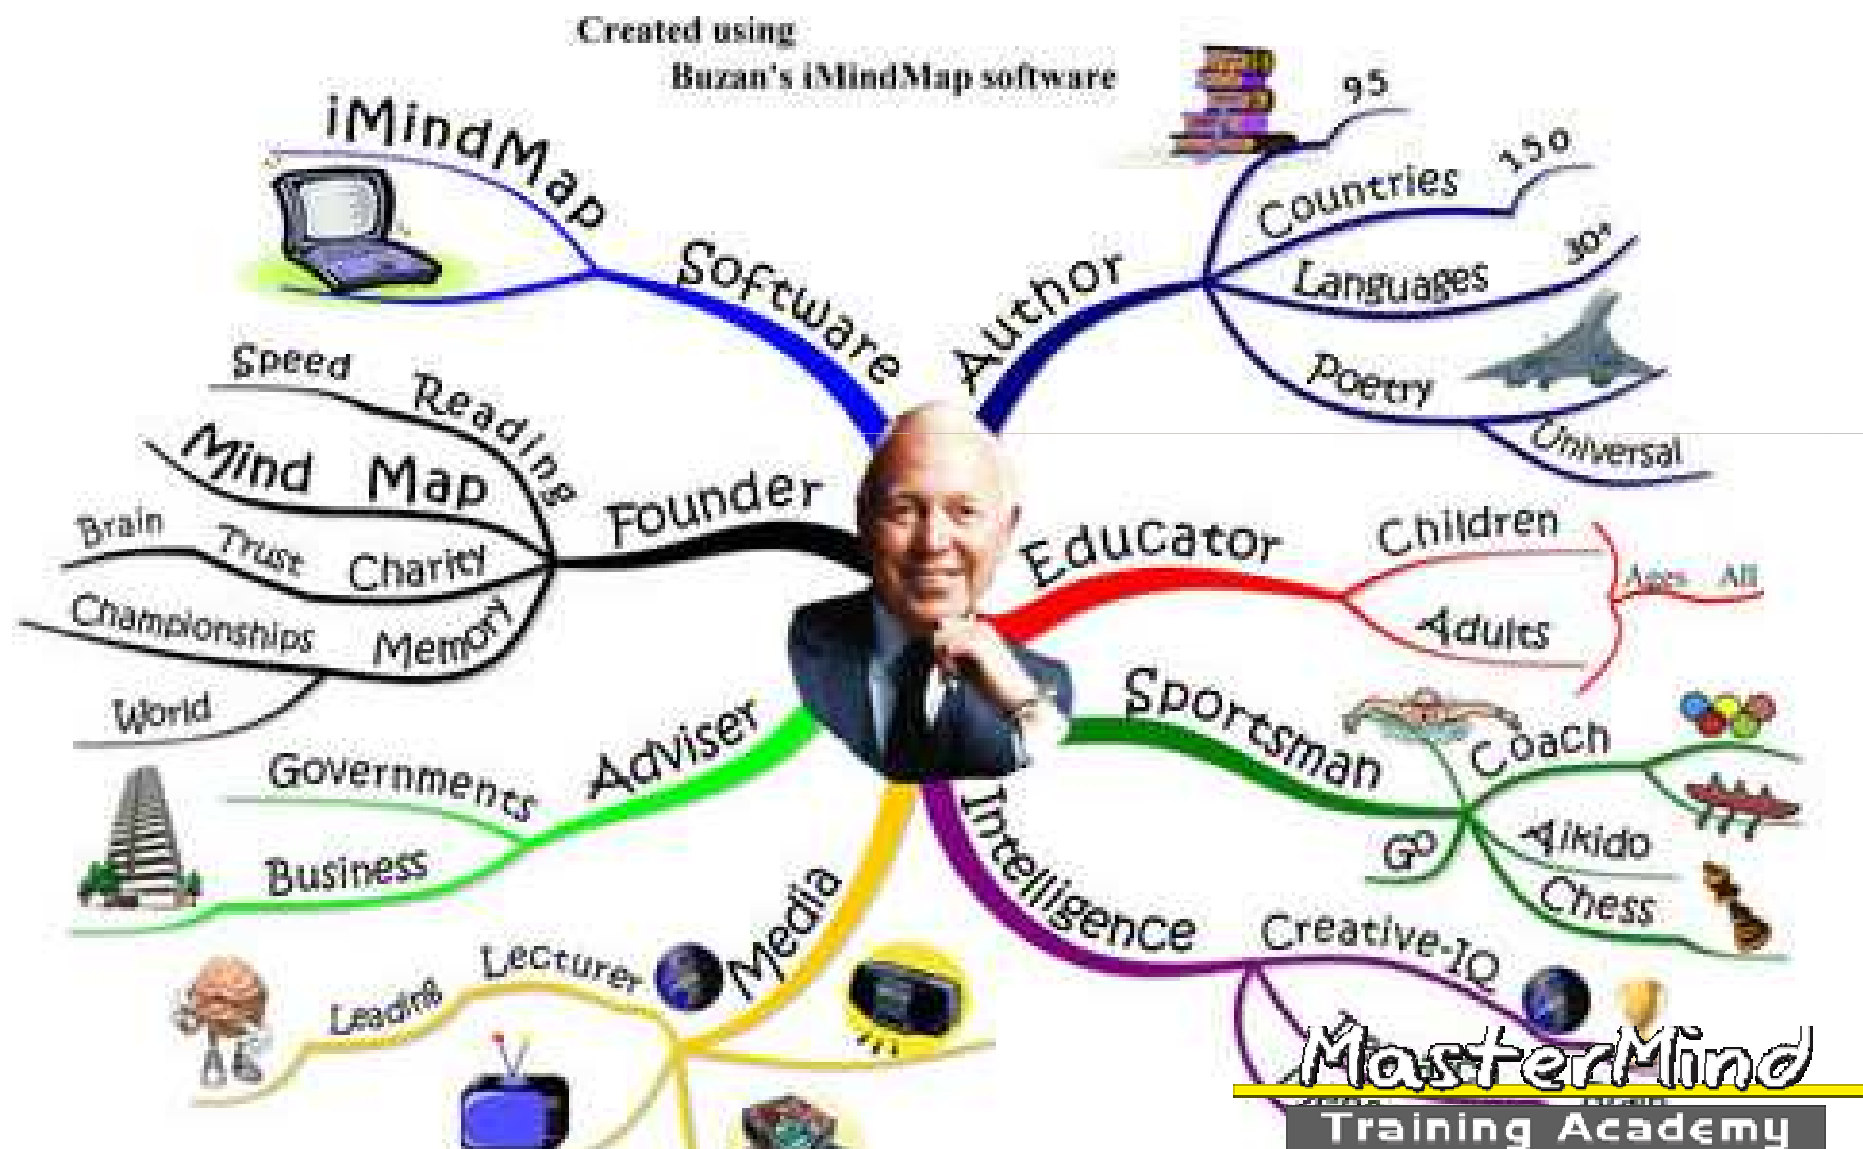 Created using
Buzan's iMindMap software
iMindMap
Software
Author
95
Countries 150
Languages 30+
Poetry
Universal
Founder
Speed Reading
Mind Map
Brain Trust Charity
Championships Memory
World
Educator
Children
Adults
Ages All
Sportsman
Coach
Aikido
Chess
Go
Adviser
Governments
Business
Media
Lecturer
Leading
Intelligence
Creative-IQ
MasterMind
Training Academy